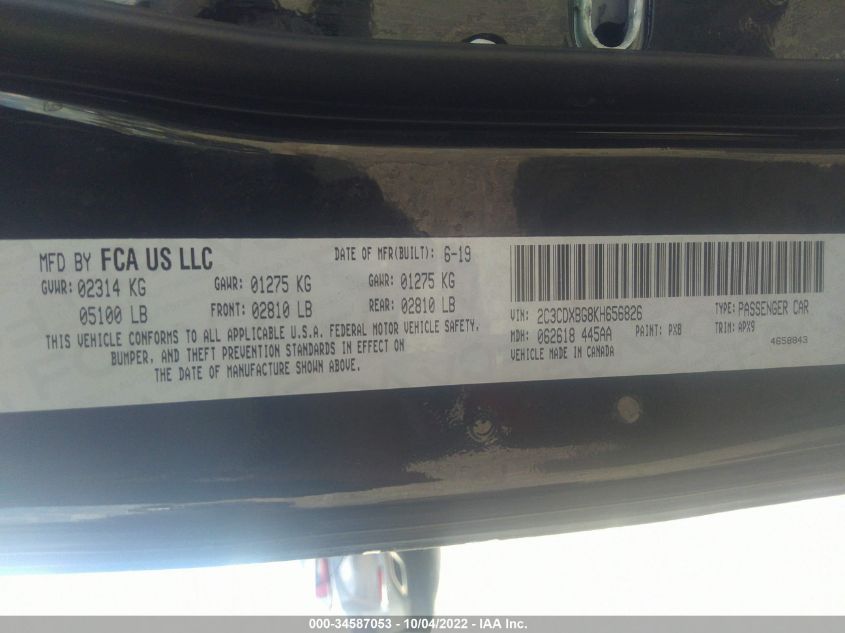 MFD BY FCA US LLC DATE OF MFR(BUILT): 6-19
GVWR: 02314 KG GAWR: 01275 KG GAWR: 01275 KG
05100 LB FRONT: 02810 LB REAR: 02810 LB
THIS VEHICLE CONFORMS TO ALL APPLICABLE U.S.A. FEDERAL MOTOR VEHICLE SAFETY,
BUMPER, AND THEFT PREVENTION STANDARDS IN EFFECT ON
THE DATE OF MANUFACTURE SHOWN ABOVE.
VIN: 2C3CDXBG8KH656826 TYPE: PASSENGER CAR
MDH: 062618 445AA PAINT: PX8 TRIM: APX9
VEHICLE MADE IN CANADA 4658843
000-34587053 - 10/04/2022 - IAA Inc.